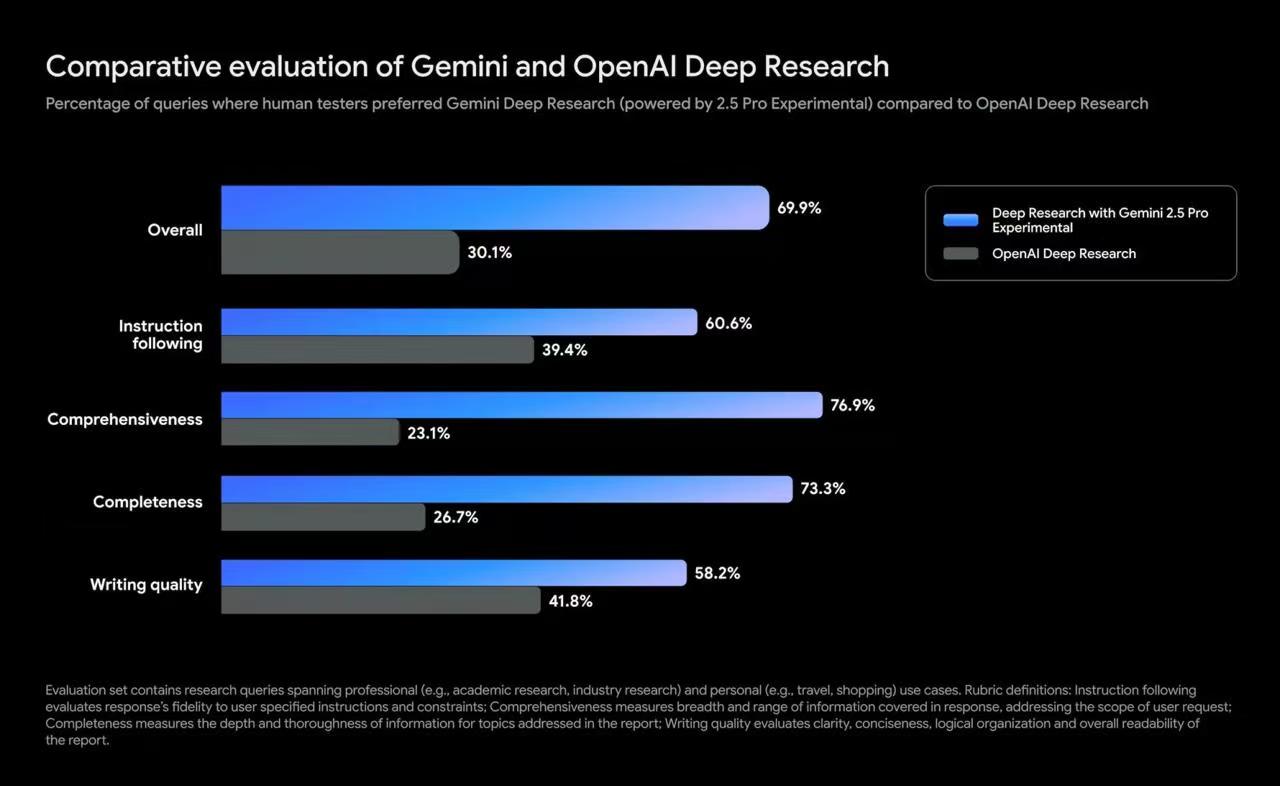 Comparative evaluation of Gemini and OpenAI Deep Research
Percentage of queries where human testers preferred Gemini Deep Research (powered by 2.5 Pro Experimental) compared to OpenAI Deep Research
Overall
69.9%
30.1%
Deep Research with Gemini 2.5 Pro
Experimental
OpenAI Deep Research
Instruction
following
60.6%
39.4%
Comprehensiveness
76.9%
23.1%
Completeness
73.3%
26.7%
Writing quality
58.2%
41.8%
Evaluation set contains research queries spanning professional (e.g., academic research, industry research) and personal (e.g., travel, shopping) use cases. Rubric definitions: Instruction following
evaluates response's fidelity to user specified instructions and constraints; Comprehensiveness measures breadth and range of information covered in response, addressing the scope of user request;
Completeness measures the depth and thoroughness of information for topics addressed in the report; Writing quality evaluates clarity, conciseness, logical organization and overall readability of
the report.